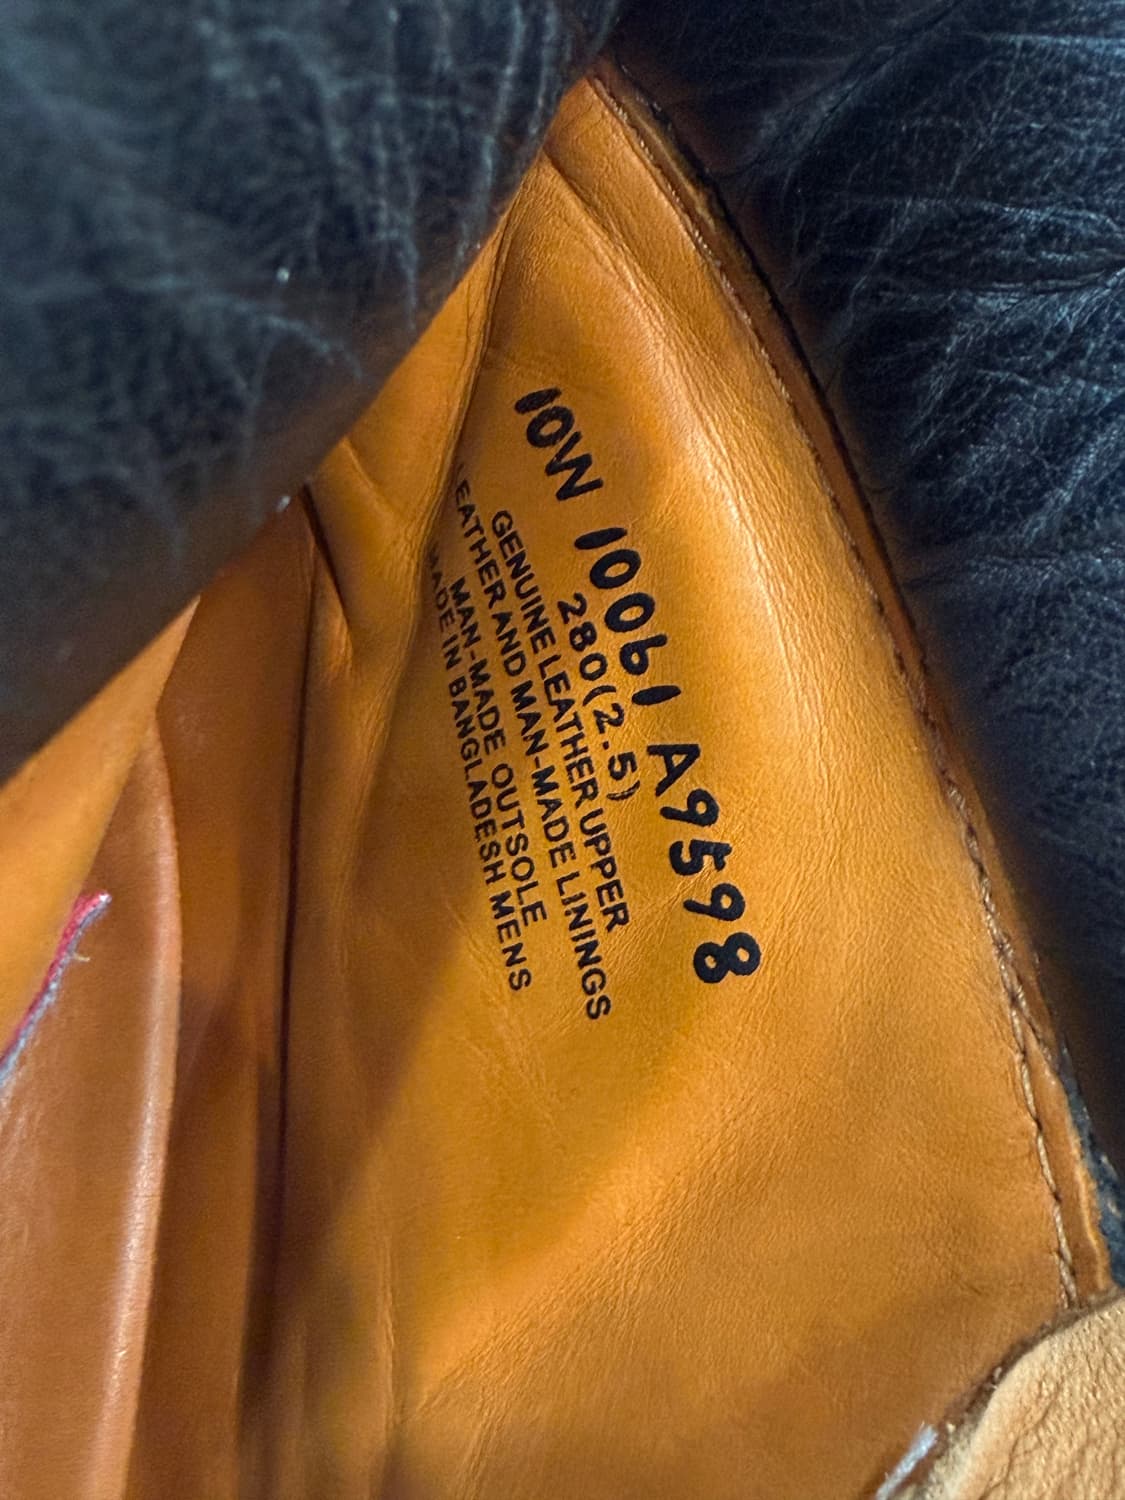 10W 10061 A9598
280(2.5)
GENUINE LEATHER UPPER
EATHER AND MAN-MADE LININGS
MAN-MADE OUTSOLE
MADE IN BANGLADESH MENS